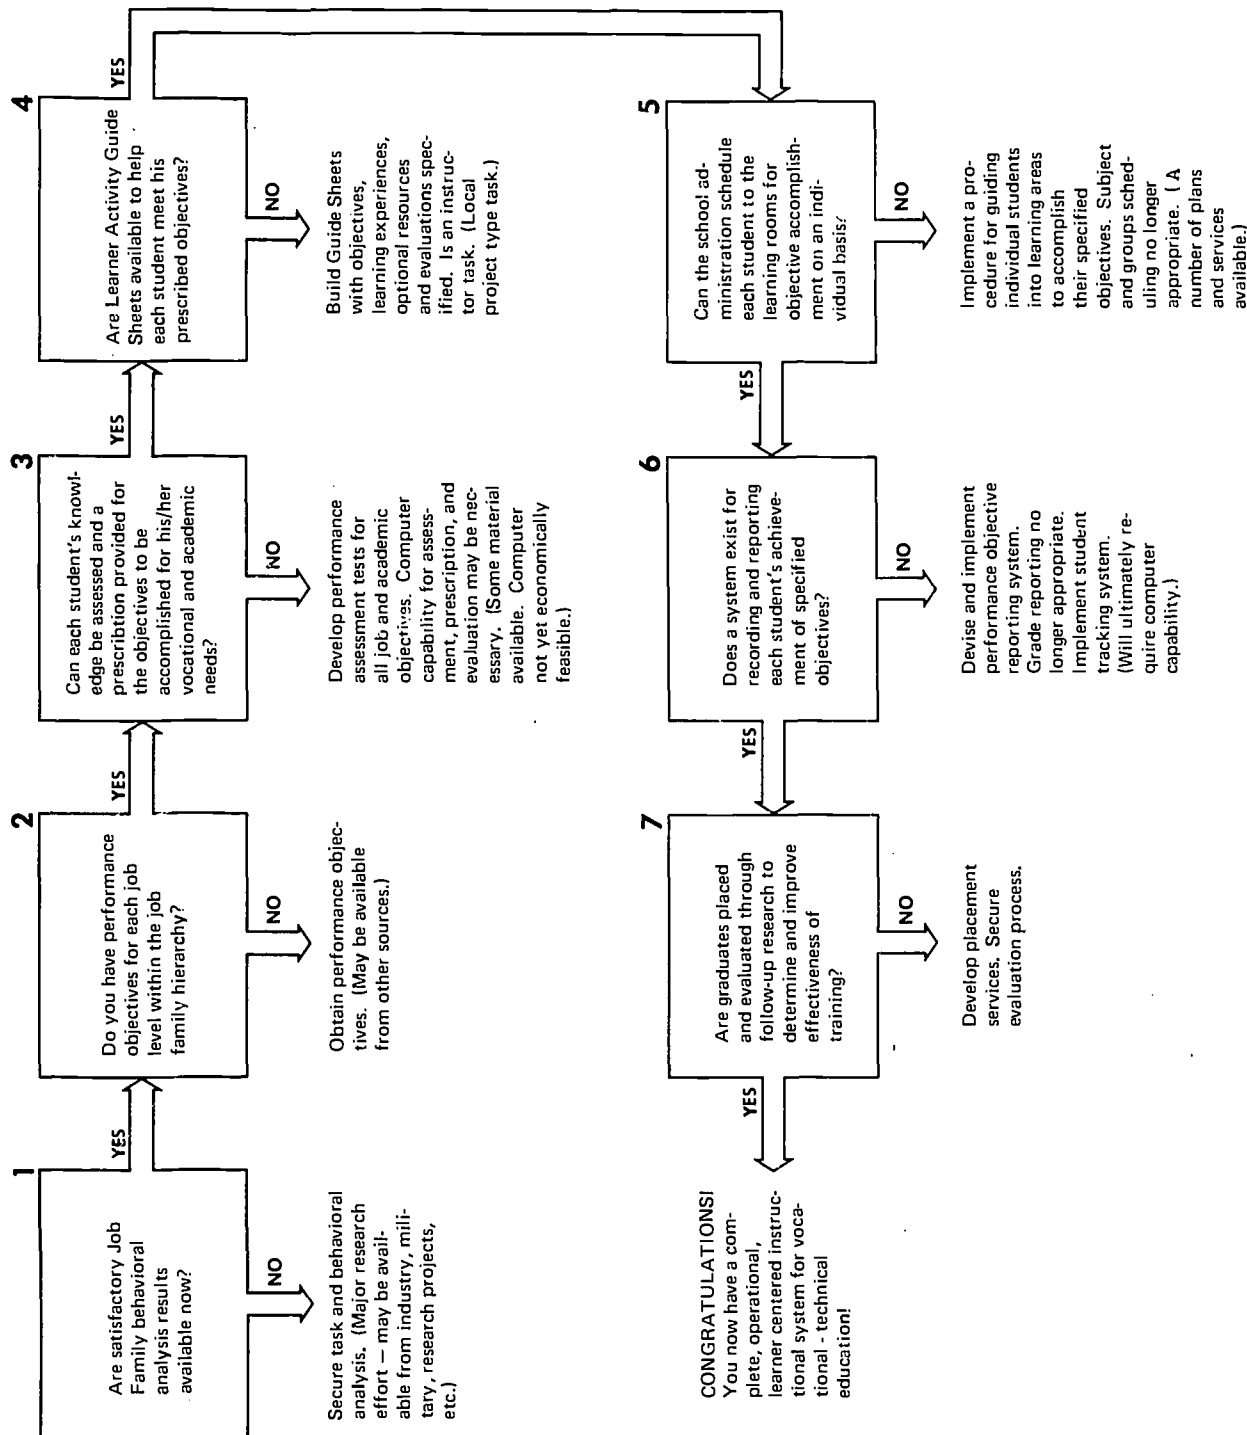 1
Are satisfactory Job
Family behavioral
analysis results
available now?
YES
NO
Secure task and behavioral
analysis. (Major research
effort — may be avail-
able from industry, mili-
tary, research projects,
etc.)
2
Do you have performance
objectives for each job
level within the job
family hierarchy?
YES
NO
Obtain performance objec-
tives. (May be available
from other sources.)
3
Can each student's knowl-
edge be assessed and a
prescribtion provided for
the objectives to be
accomplished for his/her
vocational and academic
needs?
YES
NO
Develop performance
assessment tests for
all job and academic
objectives. Computer
capability for assess-
ment, prescription, and
evaluation may be nec-
essary. (Some material
available. Computer
not yet economically
feasible.)
4
Are Learner Activity Guide
Sheets available to help
each student meet his
prescribed objectives?
YES
NO
Build Guide Sheets
with objectives,
learning experiences,
optional resources
and evaluations spec-
ified. Is an instruc-
tor task. (Local
project type task.)
5
Can the school ad-
ministration schedule
each student to the
learning rooms for
objective accomplish-
ment on an indi-
vidual basis?
YES
NO
Implement a pro-
cedure for guiding
individual students
into learning areas
to accomplish
their specified
objectives. Subject
and groups sched-
uling no longer
appropriate. ( A
number of plans
and services
available.)
6
Does a system exist for
recording and reporting
each student's achieve-
ment of specified
objectives?
YES
NO
Devise and implement
performance objective
reporting system.
Grade reporting no
longer appropriate.
Implement student
tracking system.
(Will ultimately re-
quire computer
capability.)
7
Are graduates placed
and evaluated through
follow-up research to
determine and improve
effectiveness of
training?
YES
NO
Develop placement
services. Secure
evaluation process.
CONGRATULATIONS!
You now have a com-
plete, operational,
learner centered instruc-
tional system for voca-
tional - technical
education!